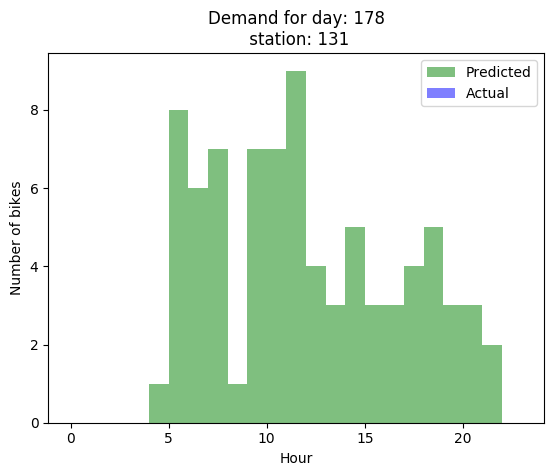 Demand for day: 178
station: 131
Predicted
Actual
Number of bikes
8
6
4
2
0
0
5
10
15
20
Hour